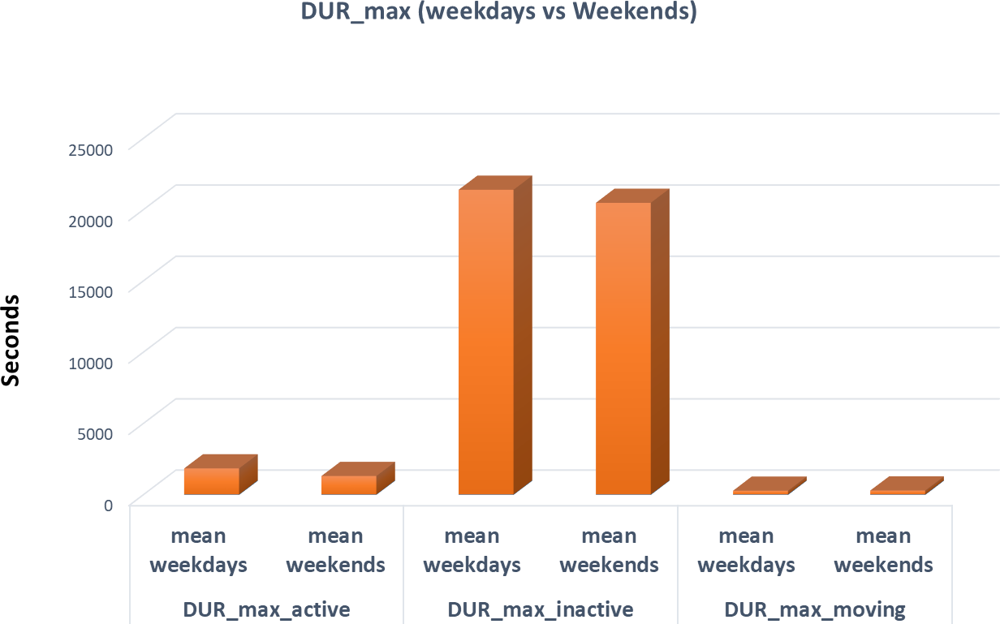 DUR_max (weekdays vs Weekends)
25000
20000
15000
10000
5000
0
Seconds
mean weekdays
mean weekends
mean weekdays
mean weekends
mean weekdays
mean weekends
DUR_max_active
DUR_max_inactive
DUR_max_moving